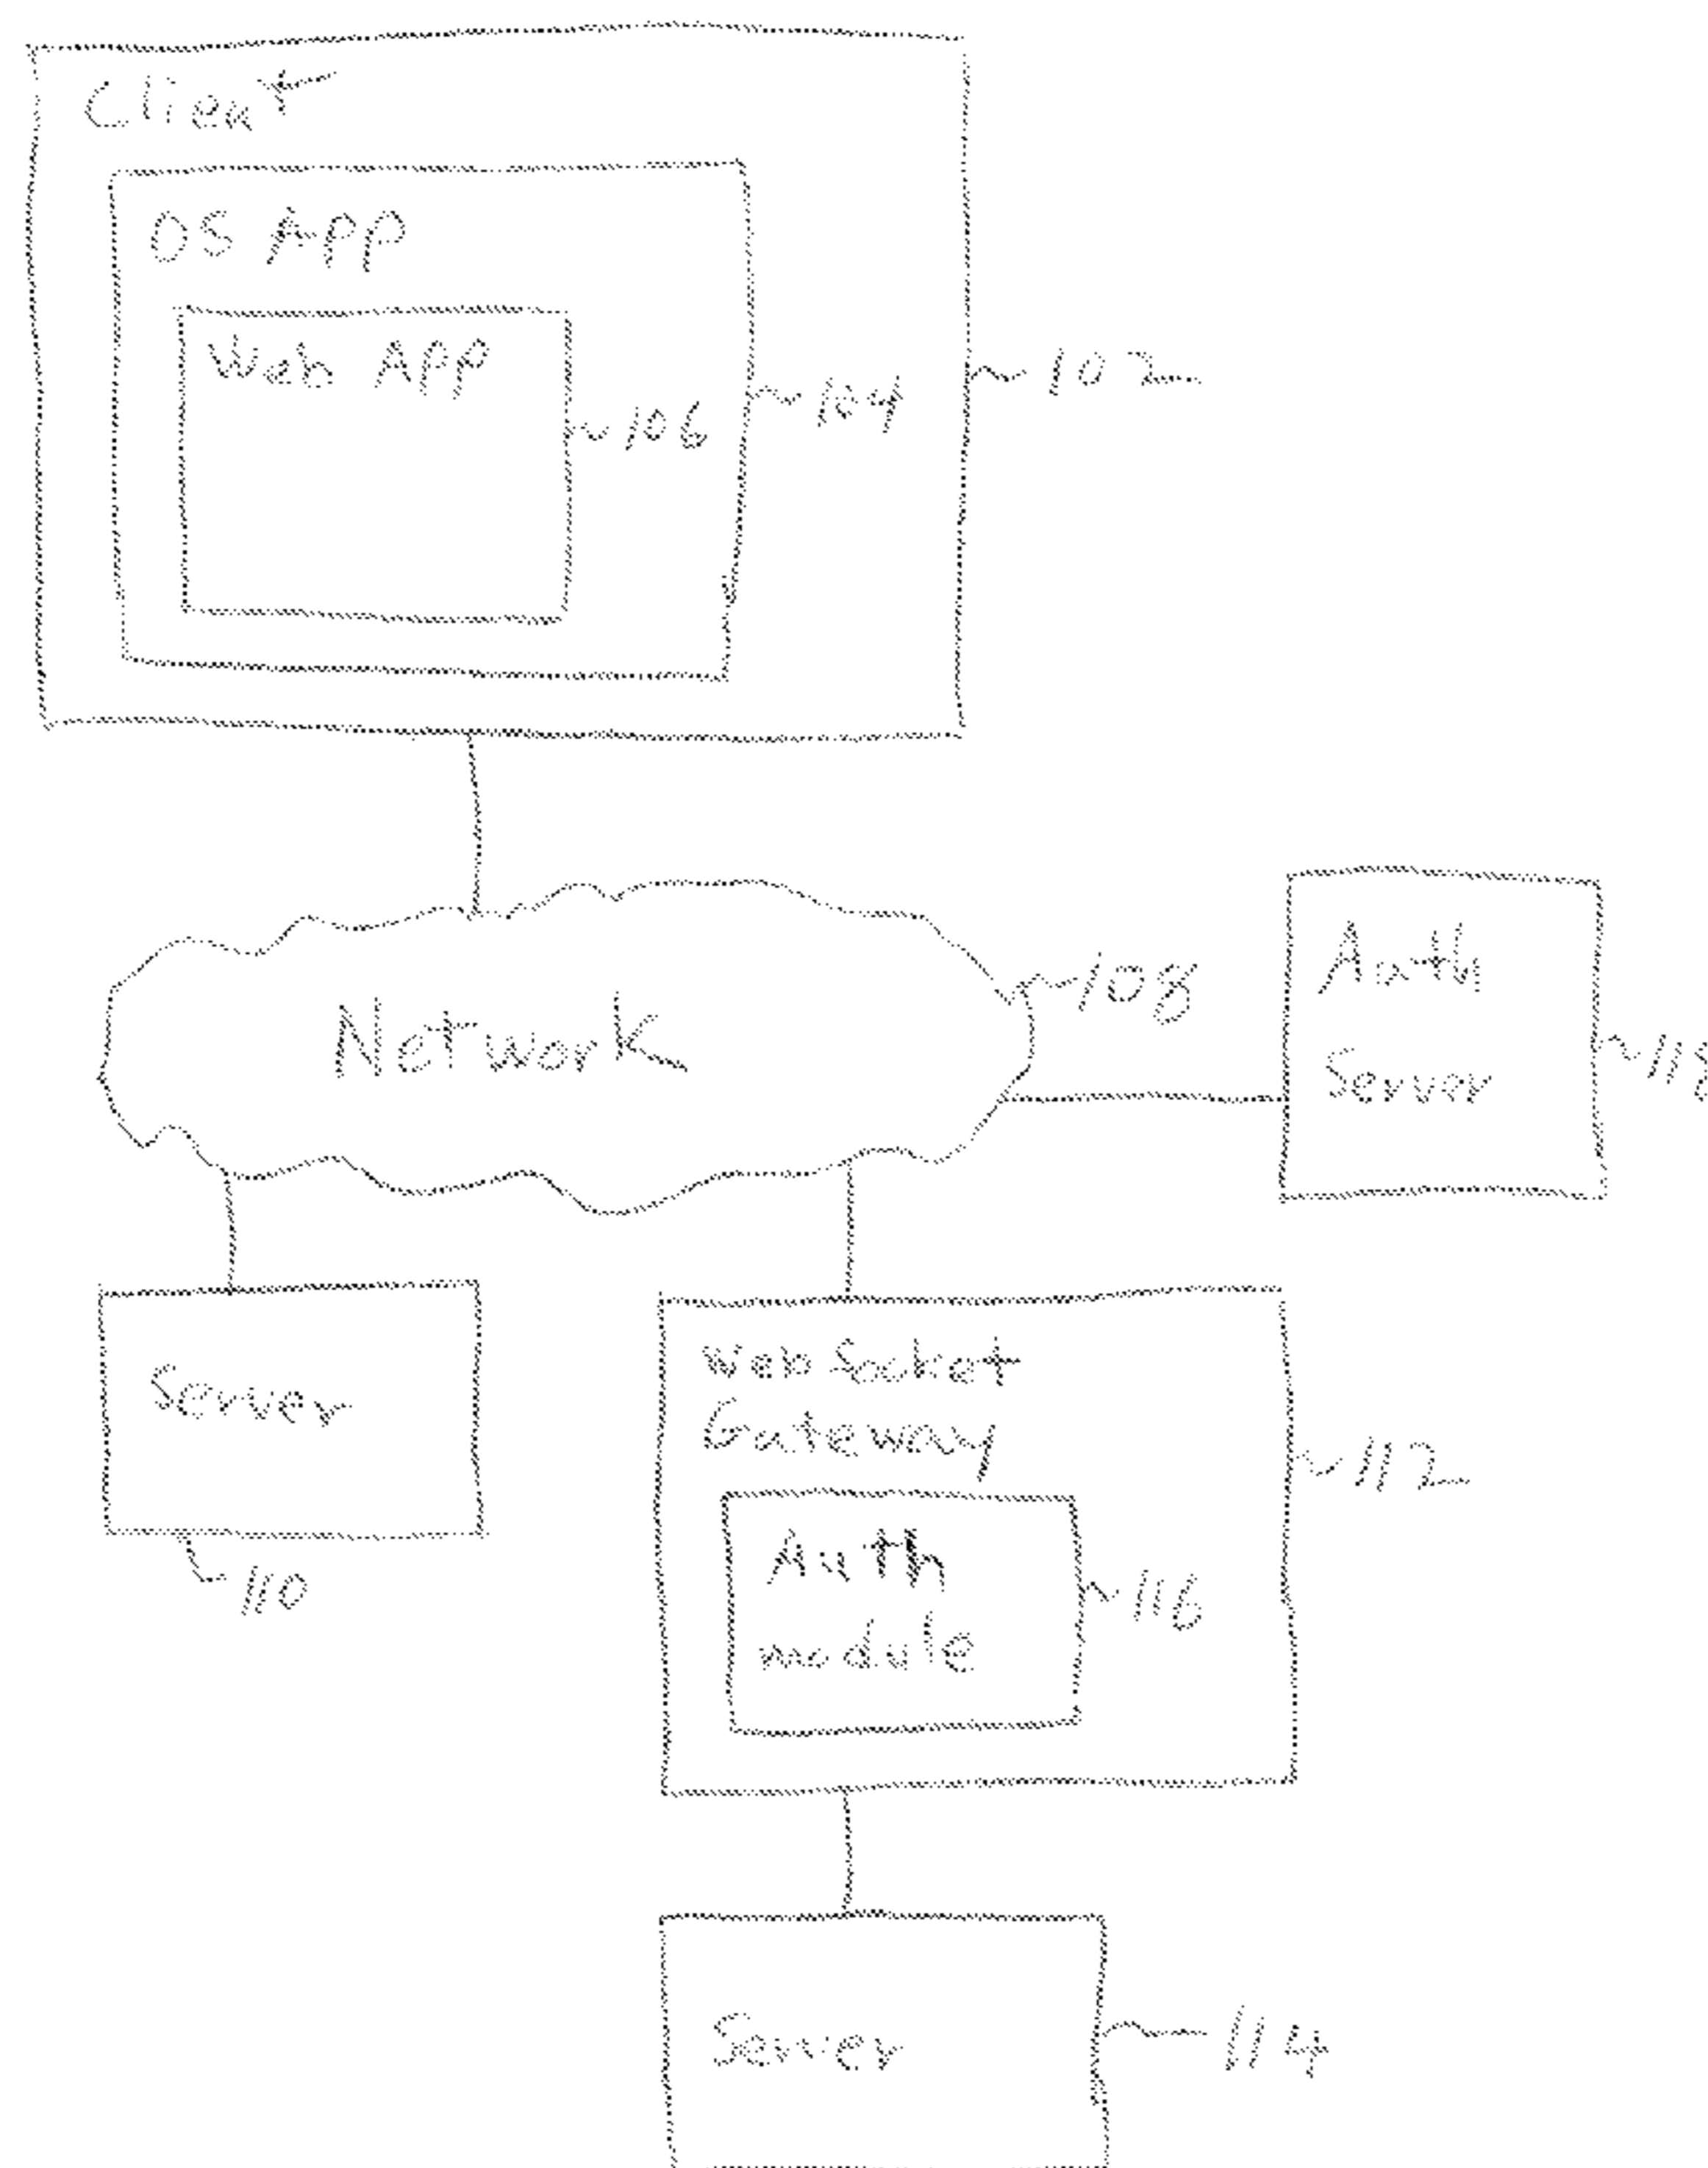 Client
OS App
Web App
~106
~104
~102
Network
~108
Auth
Server
~118
Server
110
Web Socket
Gateway
~112
Auth
module
~116
Server
~114